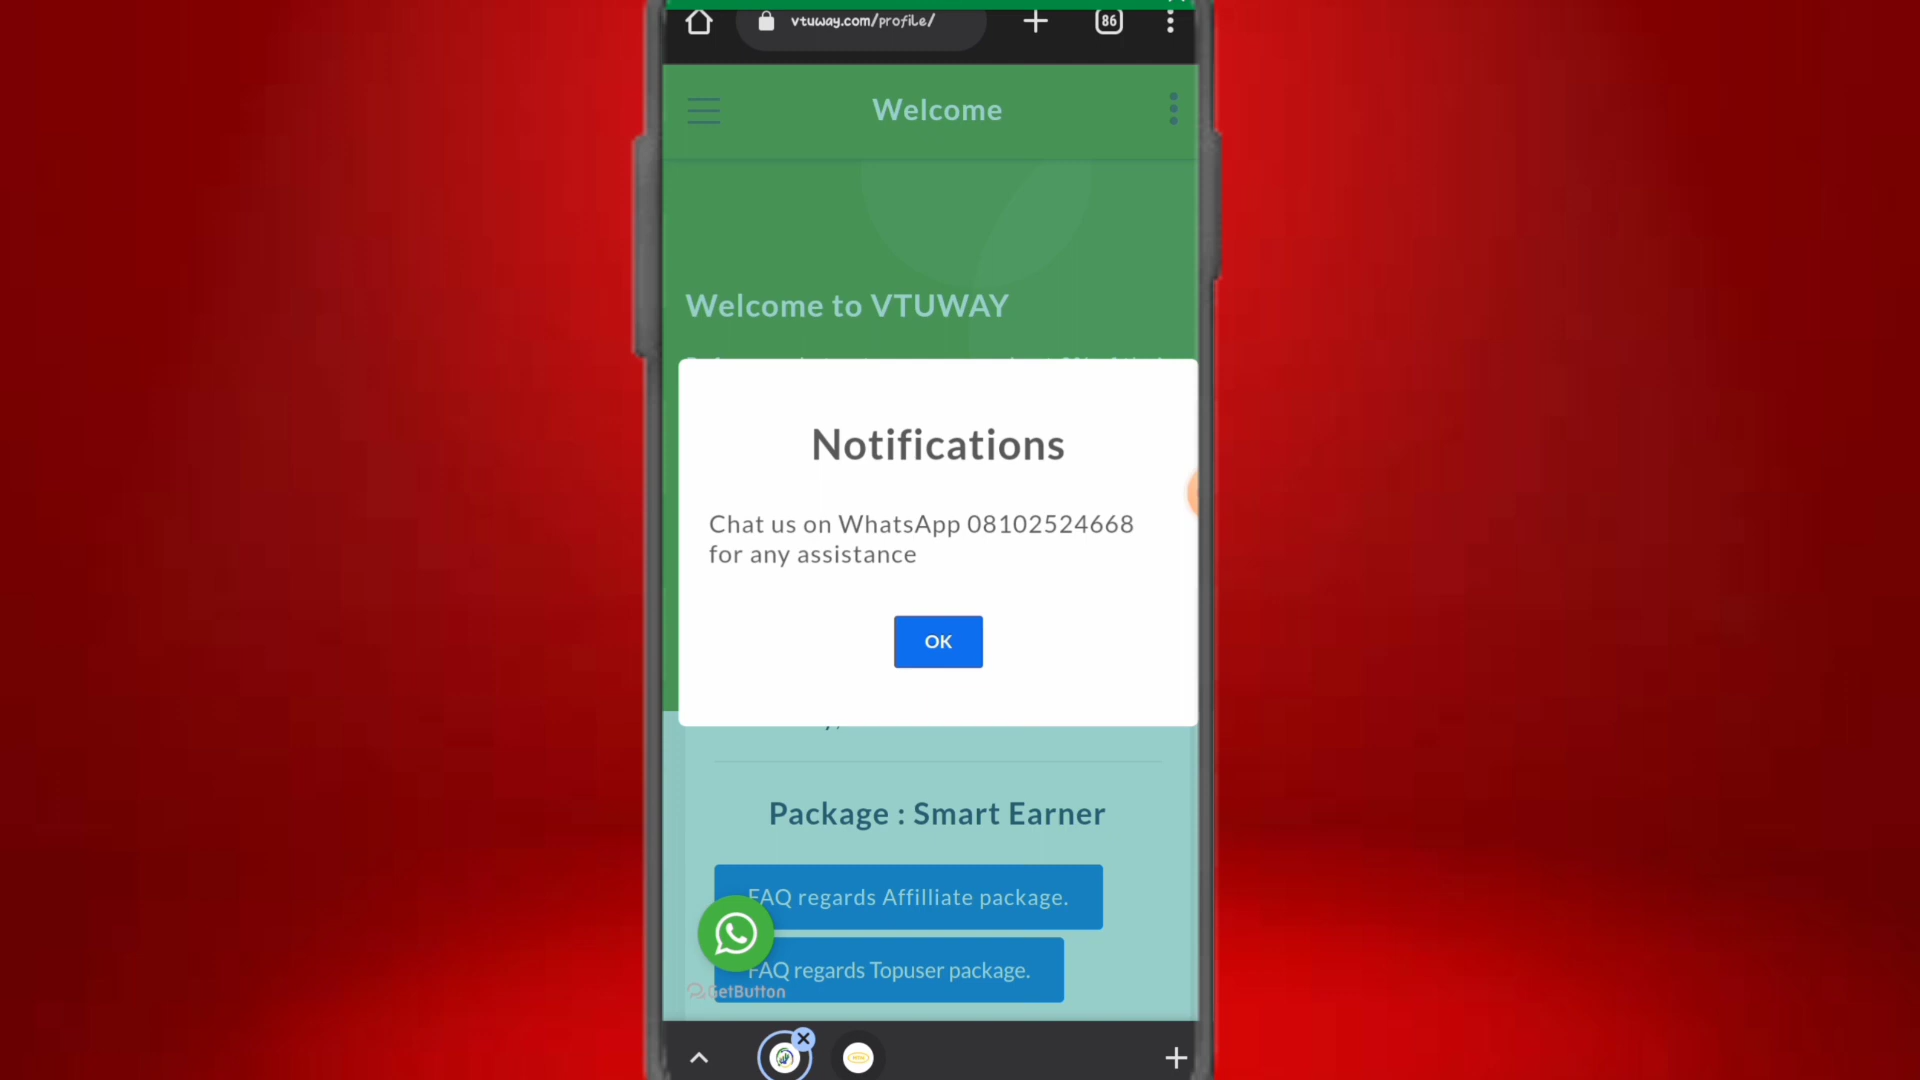 vtuway.com/profile/
86
Welcome
Welcome to VTUWAY
Notifications
Chat us on WhatsApp 08102524668
for any assistance
OK
Package : Smart Earner
FAQ regards Affilliate package.
FAQ regards Topuser package.
GetButton